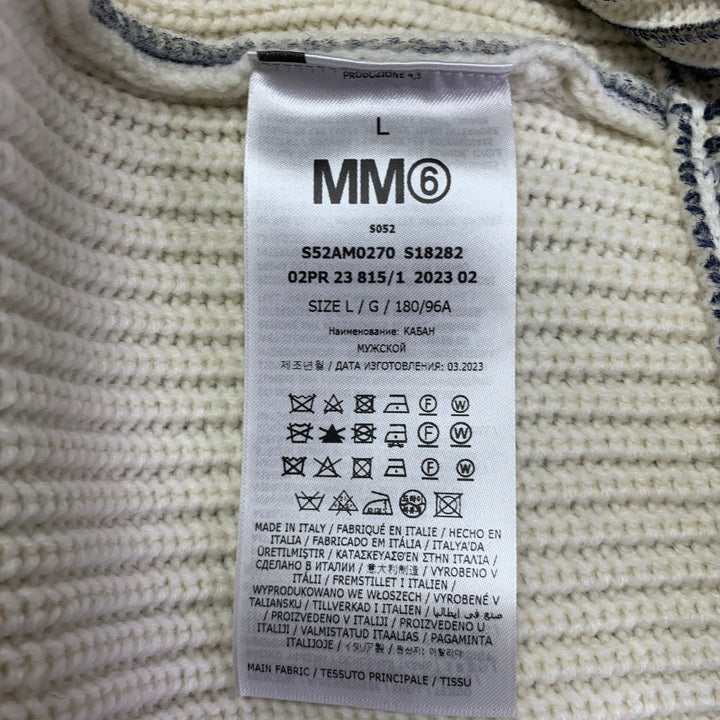 PRODUZIONE 4,5
L
MM⑥
S052
S52AM0270 S18282
02PR 23 815/1 2023 02
SIZE L / G / 180/96A
Наименование: КАБАН
МУЖСКОЙ
제조년월 / ДАТА ИЗГОТОВЛЕНИЯ: 03.2023
F W
F W
F W
MADE IN ITALY / FABRIQUÉ EN ITALIE / HECHO EN
ITALIA / FABRICADO EM ITÁLIA / ITALYA'DA
ÜRETILMIŞTIR / ΚΑΤΑΣΚΕΥΑΣΘΕΝ ΣΤΗΝ ΙΤΑΛΙΑ /
СДЕЛАНО В ИТАЛИИ / 意大利制造 / VYROBENO V
ITÁLII / FREMSTILLET I ITALIEN /
WYPRODUKOWANO WE WŁOSZECH / VYROBENÉ V
TALIANSKU / TILLVERKAD I ITALIEN / صنع في إيطاليا
/ PROIZVEDENO V ITALIJI / PROIZVEDENO U
ITALIJI / VALMISTATUD ITAALIAS / PAGAMINTA
ITALIJOJE / イタリア製 / 원산지: 이탈리아
MAIN FABRIC / TESSUTO PRINCIPALE / TISSU